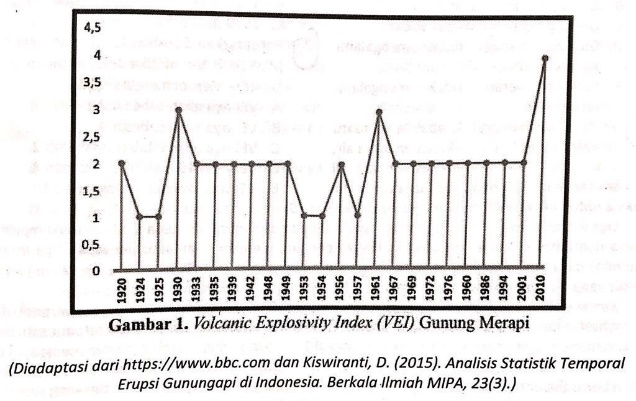 4,5
4
3,5
3
2,5
2
1,5
1
0,5
0
1920 1924 1925 1930 1933 1935 1939 1942 1948 1949 1953 1954 1956 1957 1961 1967 1969 1972 1976 1960 1986 1994 2001 2010
Gambar 1. Volcanic Explosivity Index (VEI) Gunung Merapi
(Diadaptasi dari https://www.bbc.com dan Kiswiranti, D. (2015). Analisis Statistik Temporal
Erupsi Gunungapi di Indonesia. Berkala Ilmiah MIPA, 23(3).)